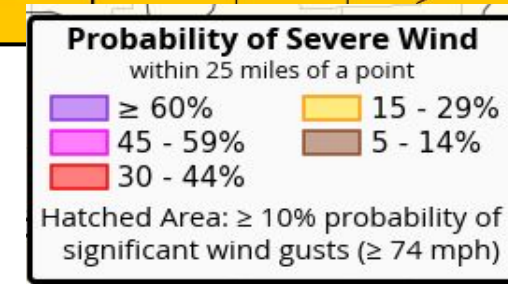 Probability of Severe Wind
within 25 miles of a point
≥ 60%
45 - 59%
30 - 44%
15 - 29%
5 - 14%
Hatched Area: ≥ 10% probability of
significant wind gusts (≥ 74 mph)